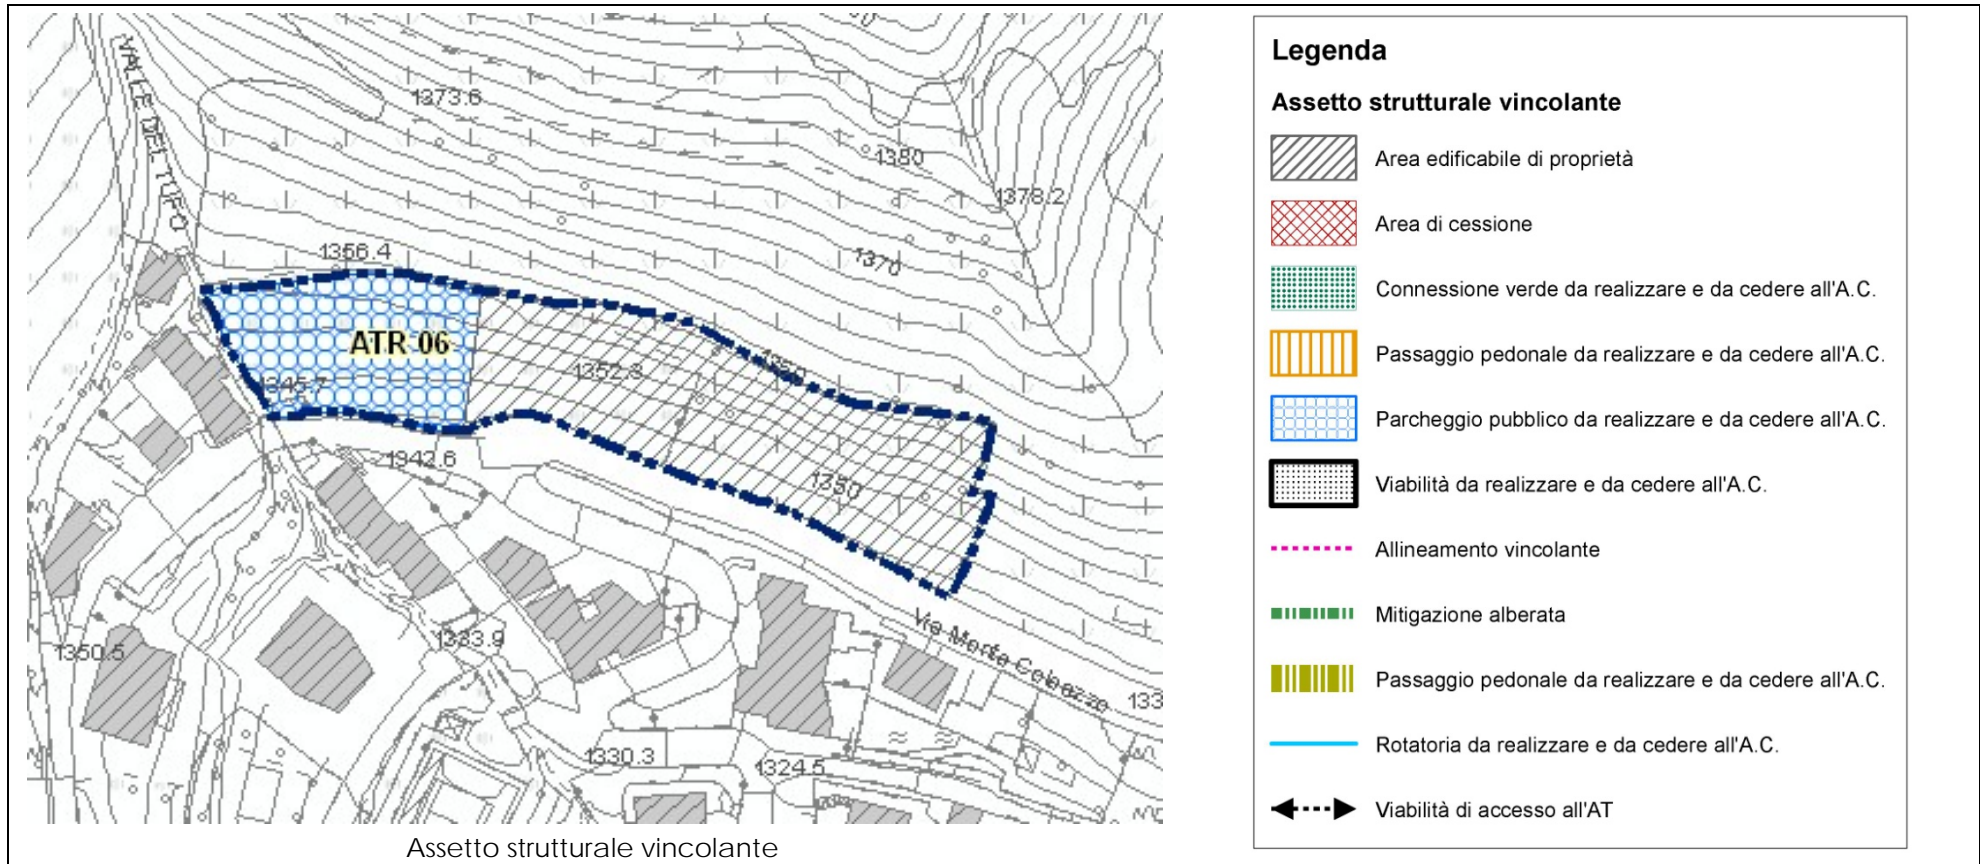 VALE DEL TUFO
1373.6
1380
1378.2
1356.4
1370
ATR 06
1352.8
1345.7
1350
1342.6
Via Monte Cabazzo
1333.9
1350.5
133
1330.3
1324.5
Assetto strutturale vincolante
Legenda
Assetto strutturale vincolante
Area edificabile di proprietà
Area di cessione
Connessione verde da realizzare e da cedere all'A.C.
Passaggio pedonale da realizzare e da cedere all'A.C.
Parcheggio pubblico da realizzare e da cedere all'A.C.
Viabilità da realizzare e da cedere all'A.C.
Allineamento vincolante
Mitigazione alberata
Passaggio pedonale da realizzare e da cedere all'A.C.
Rotatoria da realizzare e da cedere all'A.C.
Viabilità di accesso all'AT